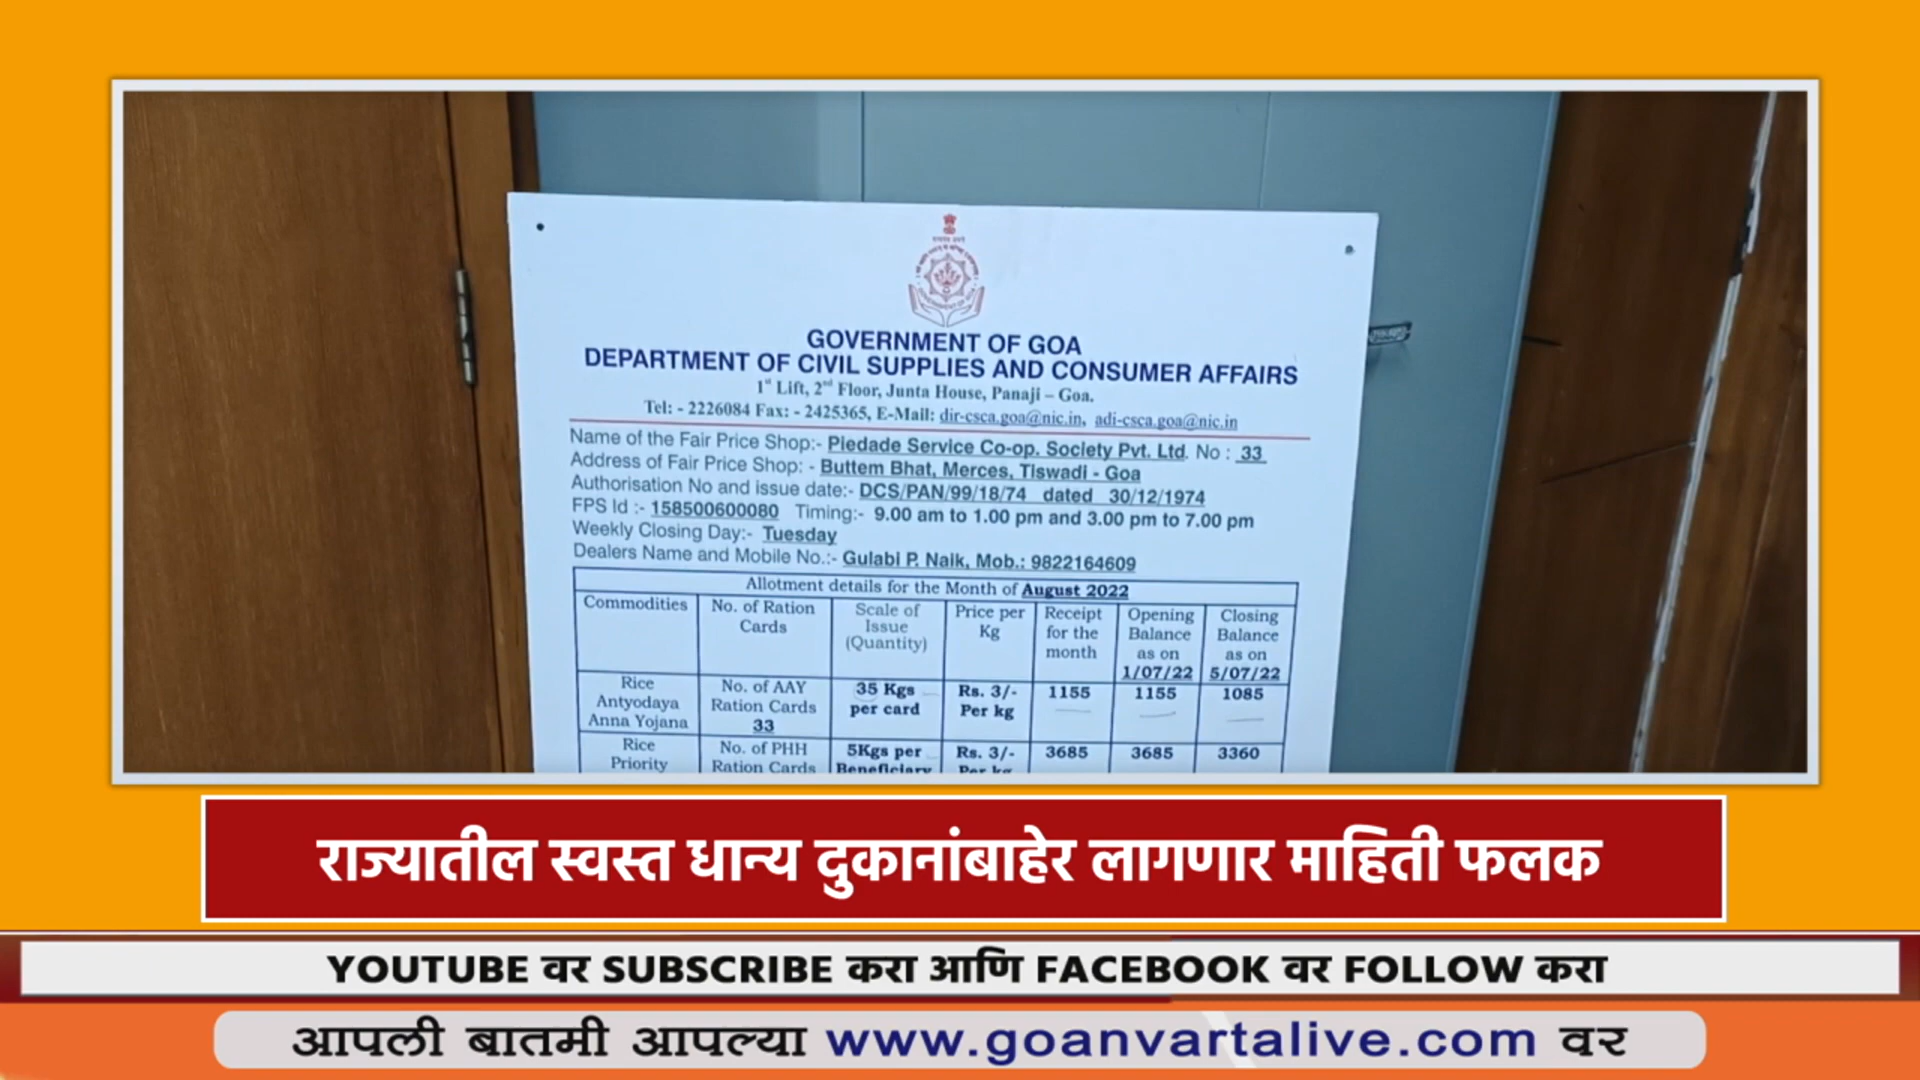 GOVERNMENT OF GOA
DEPARTMENT OF CIVIL SUPPLIES AND CONSUMER AFFAIRS
1st Lift, 2nd Floor, Junta House, Panaji – Goa.
Tel: - 2226084 Fax: - 2425365, E-Mail: dir-csca.goa@nic.in, adi-csca.goa@nic.in
Name of the Fair Price Shop:- Piedade Service Co-op. Society Pvt. Ltd. No : 33
Address of Fair Price Shop: - Buttem Bhat, Merces, Tiswadi - Goa
Authorisation No and issue date:- DCS/PAN/99/18/74 dated 30/12/1974
FPS Id :- 158500600080 Timing:- 9.00 am to 1.00 pm and 3.00 pm to 7.00 pm
Weekly Closing Day:- Tuesday
Dealers Name and Mobile No.:- Gulabi P. Naik, Mob.: 9822164609
Allotment details for the Month of August 2022
Commodities No. of Ration Cards Scale of Issue (Quantity) Price per Kg Receipt for the month Opening Balance as on 1/07/22 Closing Balance as on 5/07/22
Rice Antyodaya Anna Yojana No. of AAY Ration Cards 33 35 Kgs per card Rs. 3/- Per kg 1155 1155 1085
Rice Priority No. of PHH Ration Cards 5Kgs per Beneficiary Rs. 3/- Per kg 3685 3685 3360
राज्यातील स्वस्त धान्य दुकानांबाहेर लागणार माहिती फलक
YOUTUBE वर SUBSCRIBE करा आणि FACEBOOK वर FOLLOW करा
आपली बातमी आपल्या www.goanvartalive.com वर